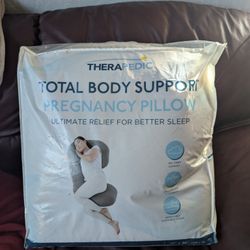 THERAPEDIC
TOTAL BODY SUPPORT
PREGNANCY PILLOW
ULTIMATE RELIEF FOR BETTER SLEEP